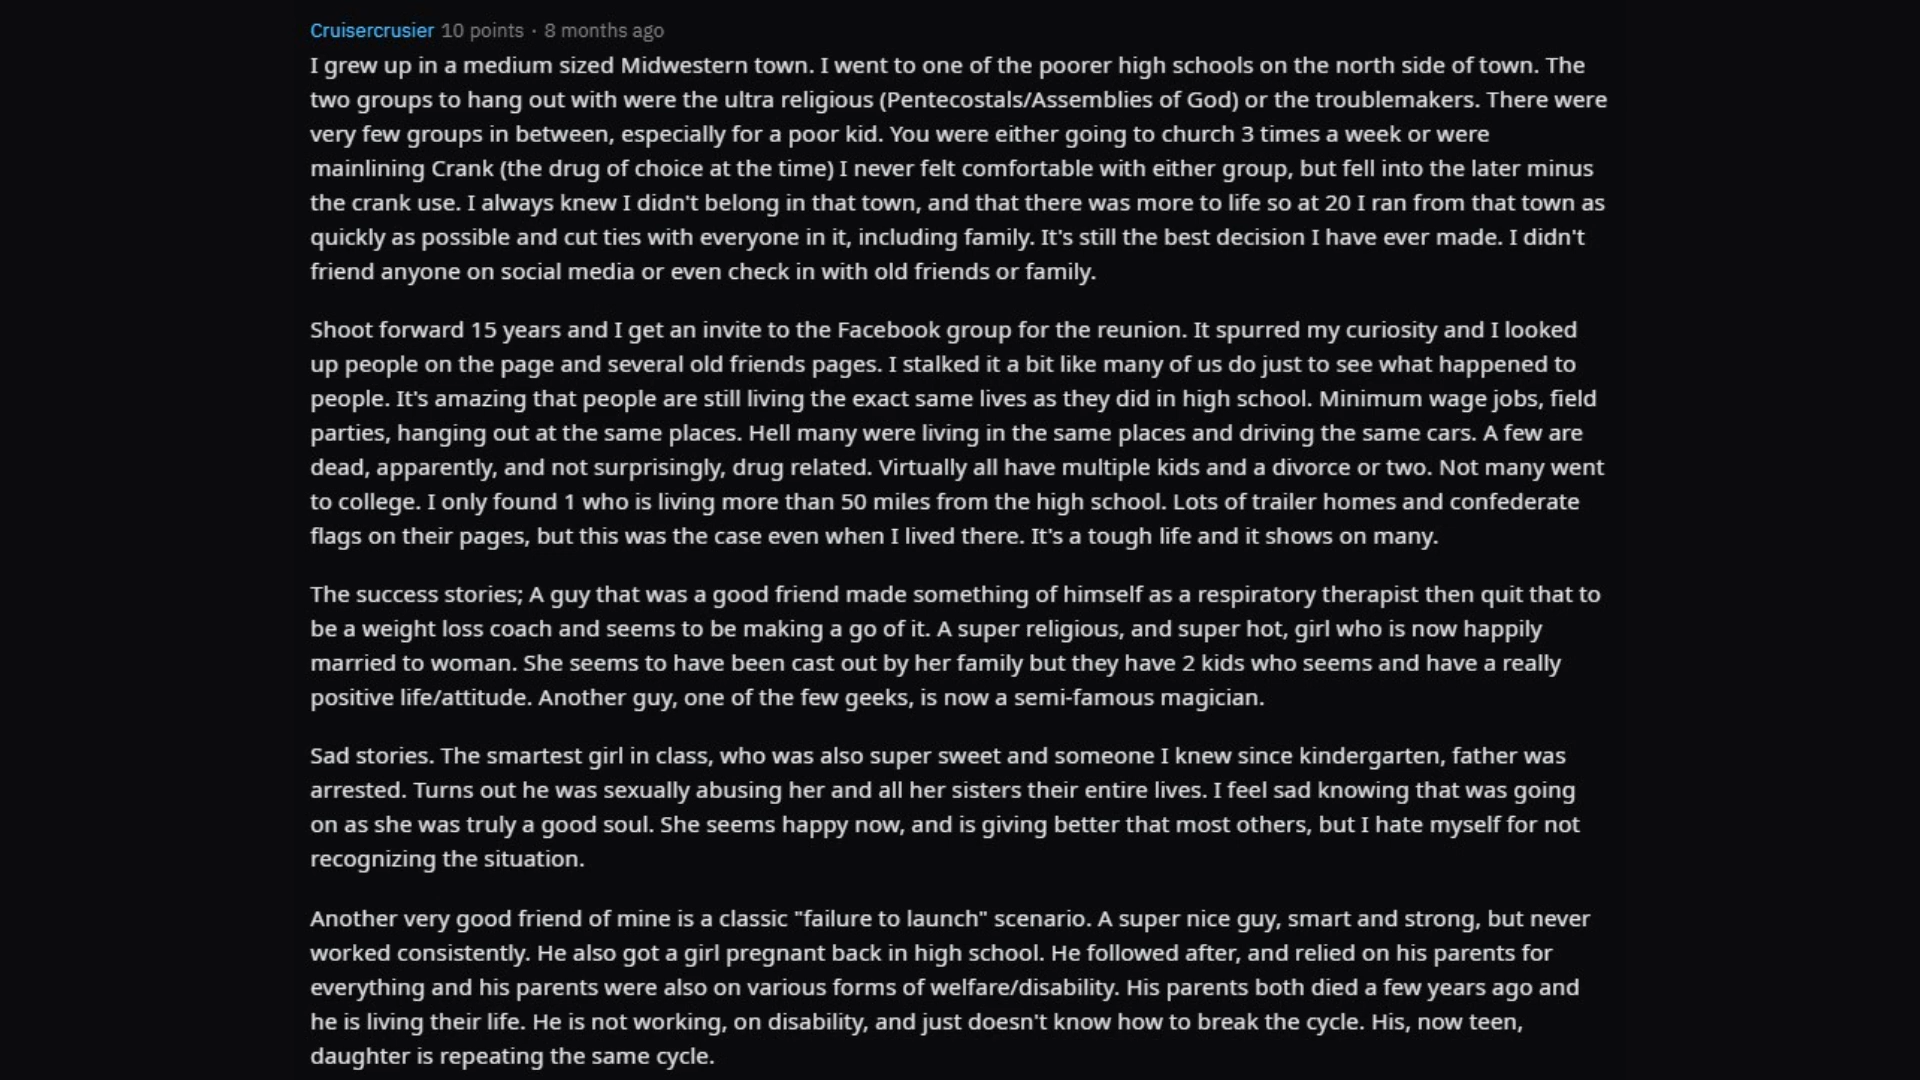 Cruisercrusier 10 points · 8 months ago
I grew up in a medium sized Midwestern town. I went to one of the poorer high schools on the north side of town. The
two groups to hang out with were the ultra religious (Pentecostals/Assemblies of God) or the troublemakers. There were
very few groups in between, especially for a poor kid. You were either going to church 3 times a week or were
mainlining Crank (the drug of choice at the time) I never felt comfortable with either group, but fell into the later minus
the crank use. I always knew I didn't belong in that town, and that there was more to life so at 20 I ran from that town as
quickly as possible and cut ties with everyone in it, including family. It's still the best decision I have ever made. I didn't
friend anyone on social media or even check in with old friends or family.
Shoot forward 15 years and I get an invite to the Facebook group for the reunion. It spurred my curiosity and I looked
up people on the page and several old friends pages. I stalked it a bit like many of us do just to see what happened to
people. It's amazing that people are still living the exact same lives as they did in high school. Minimum wage jobs, field
parties, hanging out at the same places. Hell many were living in the same places and driving the same cars. A few are
dead, apparently, and not surprisingly, drug related. Virtually all have multiple kids and a divorce or two. Not many went
to college. I only found 1 who is living more than 50 miles from the high school. Lots of trailer homes and confederate
flags on their pages, but this was the case even when I lived there. It's a tough life and it shows on many.
The success stories; A guy that was a good friend made something of himself as a respiratory therapist then quit that to
be a weight loss coach and seems to be making a go of it. A super religious, and super hot, girl who is now happily
married to woman. She seems to have been cast out by her family but they have 2 kids who seems and have a really
positive life/attitude. Another guy, one of the few geeks, is now a semi-famous magician.
Sad stories. The smartest girl in class, who was also super sweet and someone I knew since kindergarten, father was
arrested. Turns out he was sexually abusing her and all her sisters their entire lives. I feel sad knowing that was going
on as she was truly a good soul. She seems happy now, and is giving better that most others, but I hate myself for not
recognizing the situation.
Another very good friend of mine is a classic "failure to launch" scenario. A super nice guy, smart and strong, but never
worked consistently. He also got a girl pregnant back in high school. He followed after, and relied on his parents for
everything and his parents were also on various forms of welfare/disability. His parents both died a few years ago and
he is living their life. He is not working, on disability, and just doesn't know how to break the cycle. His, now teen,
daughter is repeating the same cycle.